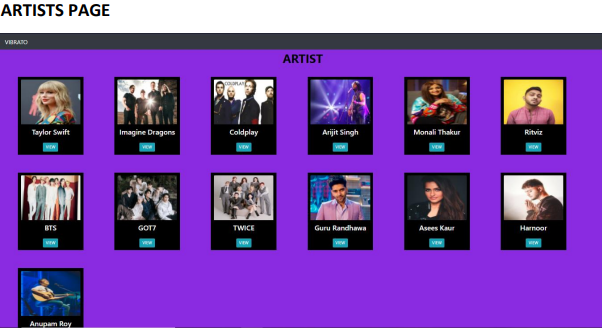 ARTISTS PAGE
VIBRATO
ARTIST
COLDPLAY
Taylor Swift
Imagine Dragons
Coldplay
Arijit Singh
Monali Thakur
Ritviz
VIEW
VIEW
VIEW
VIEW
VIEW
VIEW
BTS
GOT7
TWICE
Guru Randhawa
Asees Kaur
Harnoor
VIEW
VIEW
VIEW
VIEW
VIEW
VIEW
Anupam Roy